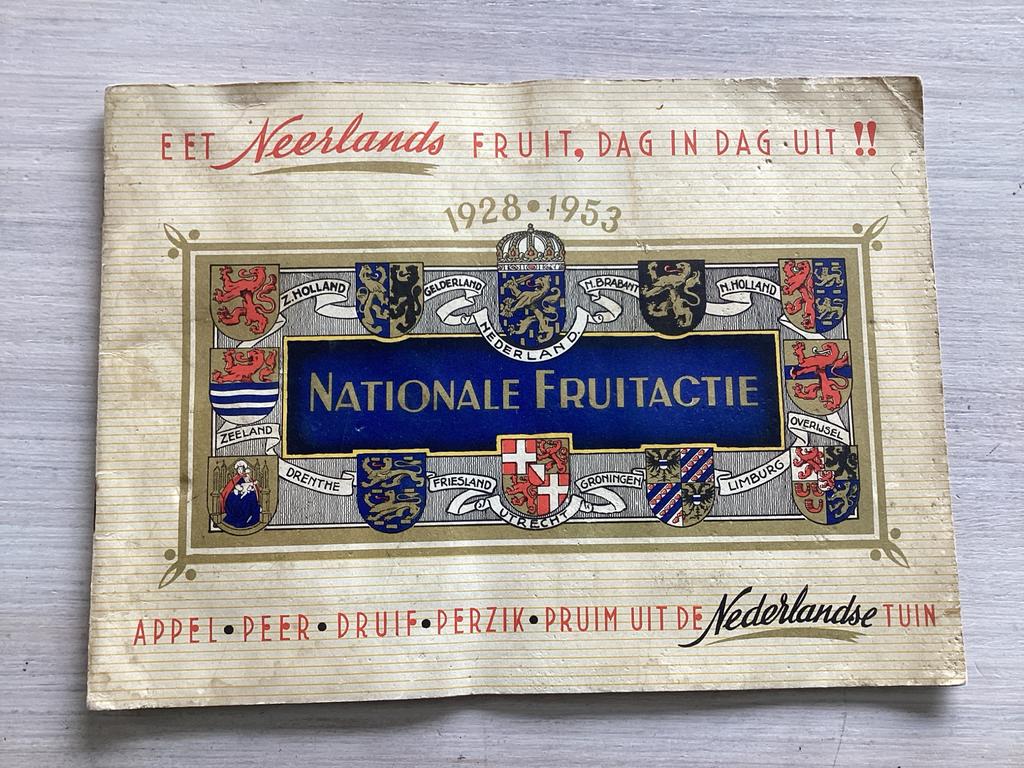 EET Neerlands FRUIT, DAG IN DAG UIT !!
1928 • 1953
Z. HOLLAND GELDERLAND NEDERLAND. N. BRABANT N. HOLLAND
NATIONALE FRUITACTIE
ZEELAND OVERIJSEL
DRENTHE FRIESLAND UTRECHT GRONINGEN LIMBURG
APPEL • PEER • DRUIF • PERZIK • PRUIM UIT DE Nederlandse TUIN